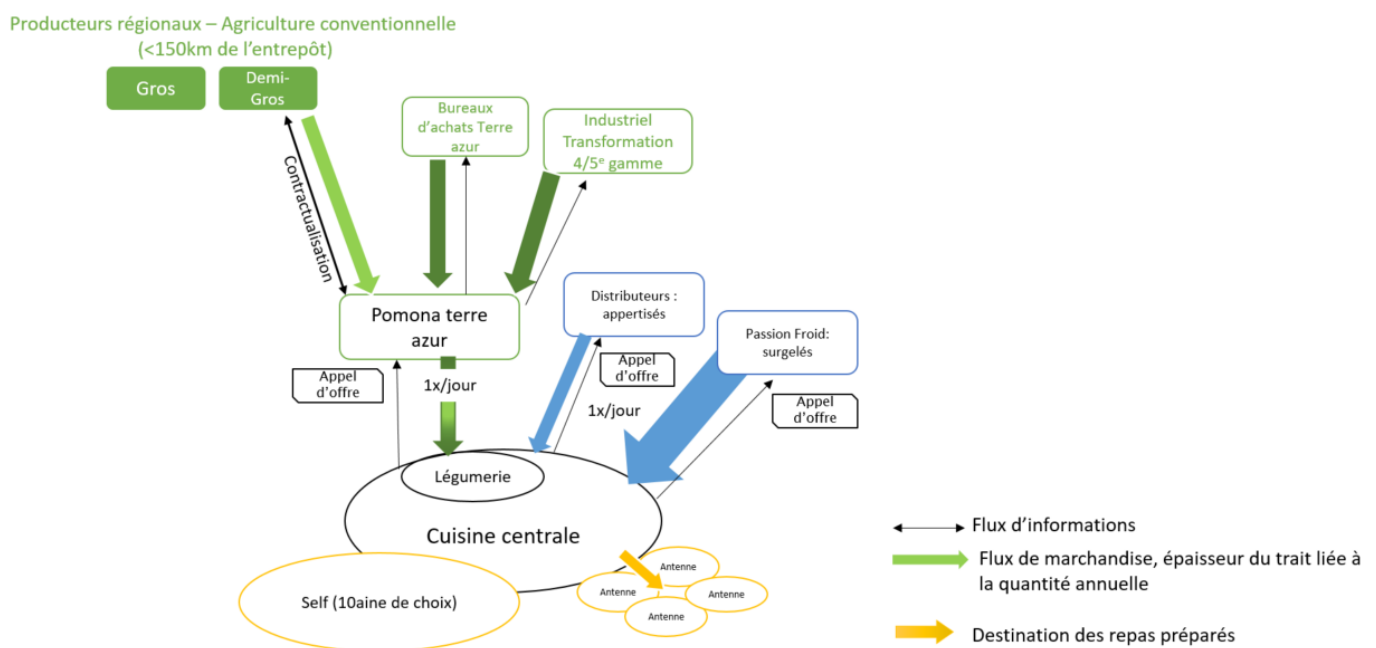 Producteurs régionaux – Agriculture conventionnelle
(<150km de l'entrepôt)
Gros
Demi-
Gros
Bureaux
d'achats Terre
azur
Industriel
Transformation
4/5e gamme
Contractualisation
Pomona terre
azur
Distributeurs :
appertisés
Passion Froid:
surgelés
Appel
d'offre
1x/jour
Appel
d'offre
1x/jour
Appel
d'offre
Légumerie
Cuisine centrale
Self (10aine de choix)
Antenne
Antenne
Antenne
Antenne
Flux d'informations
Flux de marchandise, épaisseur du trait liée à
la quantité annuelle
Destination des repas préparés